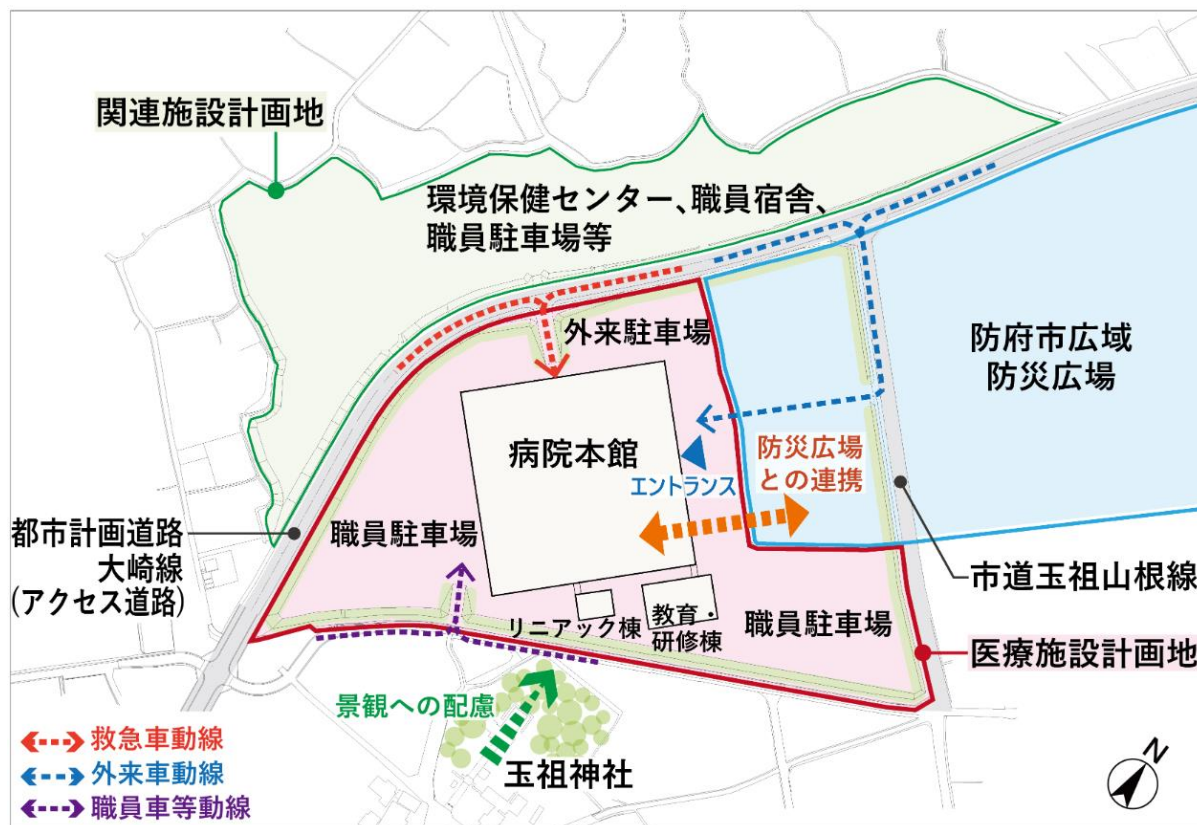 関連施設計画地
環境保健センター、職員宿舎、
職員駐車場等
外来駐車場
防府市広域
防災広場
病院本館
エントランス
防災広場
との連携
都市計画道路
大崎線
(アクセス道路)
職員駐車場
市道玉祖山根線
リニアック棟
教育・
研修棟
職員駐車場
医療施設計画地
景観への配慮
玉祖神社
救急車動線
外来車動線
職員車等動線
N